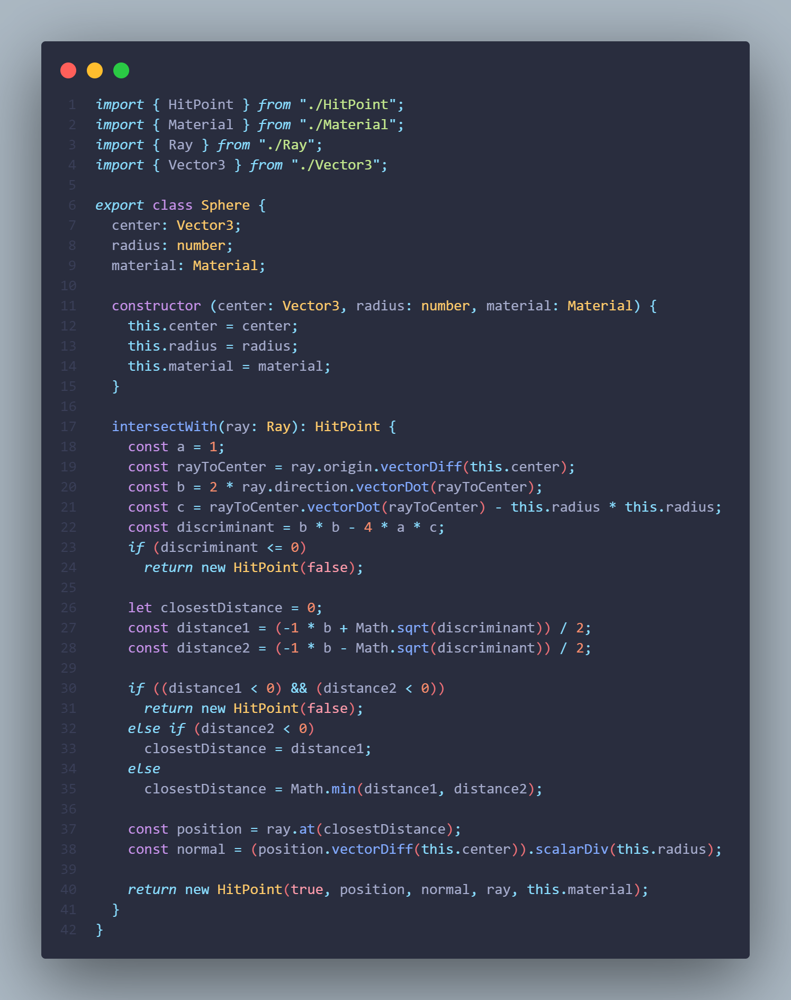 1 import { HitPoint } from "./HitPoint";
2 import { Material } from "./Material";
3 import { Ray } from "./Ray";
4 import { Vector3 } from "./Vector3";
5
6 export class Sphere {
7   center: Vector3;
8   radius: number;
9   material: Material;
10
11   constructor (center: Vector3, radius: number, material: Material) {
12     this.center = center;
13     this.radius = radius;
14     this.material = material;
15   }
16
17   intersectWith(ray: Ray): HitPoint {
18     const a = 1;
19     const rayToCenter = ray.origin.vectorDiff(this.center);
20     const b = 2 * ray.direction.vectorDot(rayToCenter);
21     const c = rayToCenter.vectorDot(rayToCenter) - this.radius * this.radius;
22     const discriminant = b * b - 4 * a * c;
23     if (discriminant <= 0)
24       return new HitPoint(false);
25
26     let closestDistance = 0;
27     const distance1 = (-1 * b + Math.sqrt(discriminant)) / 2;
28     const distance2 = (-1 * b - Math.sqrt(discriminant)) / 2;
29
30     if ((distance1 < 0) && (distance2 < 0))
31       return new HitPoint(false);
32     else if (distance2 < 0)
33       closestDistance = distance1;
34     else
35       closestDistance = Math.min(distance1, distance2);
36
37     const position = ray.at(closestDistance);
38     const normal = (position.vectorDiff(this.center)).scalarDiv(this.radius);
39
40     return new HitPoint(true, position, normal, ray, this.material);
41   }
42 }